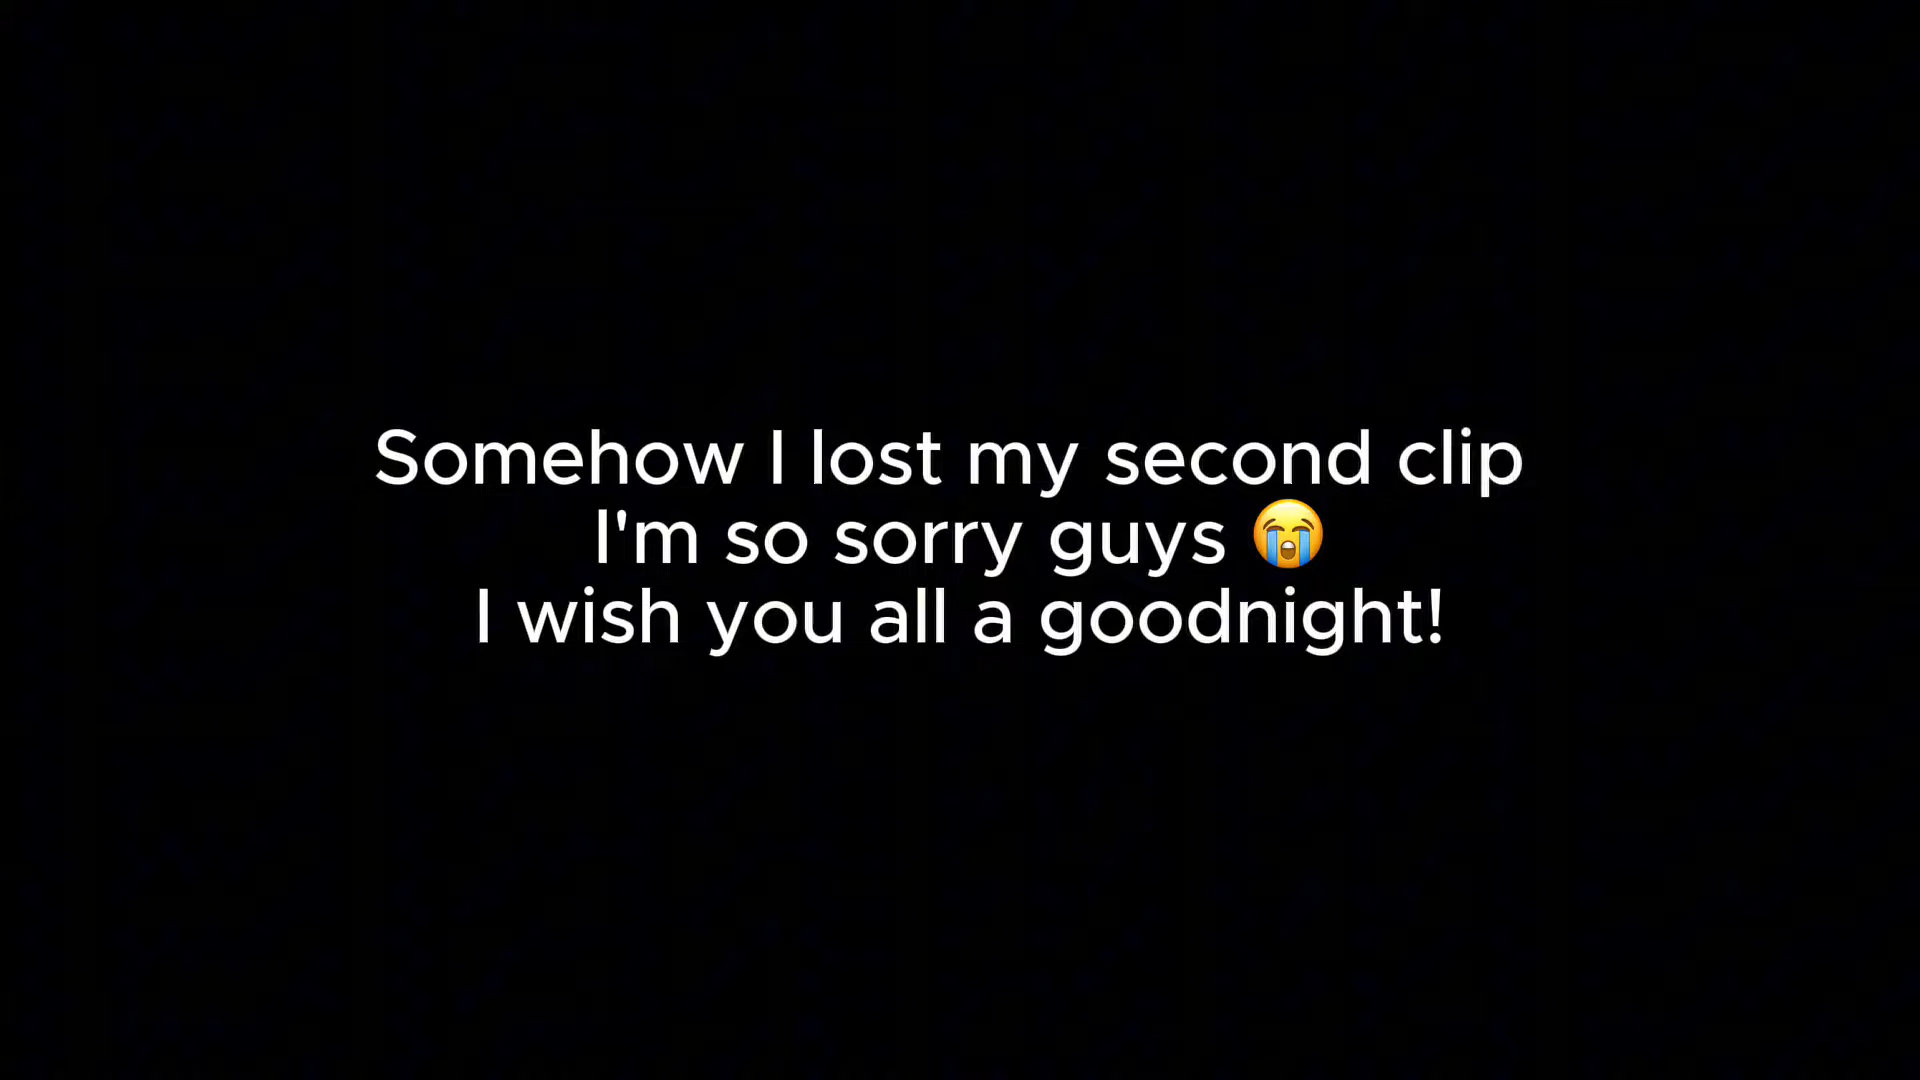 Somehow I lost my second clip
I'm so sorry guys 😭
I wish you all a goodnight!